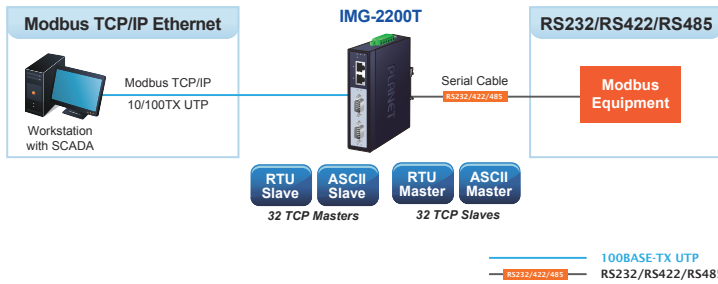 Modbus TCP/IP Ethernet
IMG-2200T
RS232/RS422/RS485
Modbus TCP/IP
10/100TX UTP
Workstation
with SCADA
PLANET
Serial Cable
RS232/422/485
Modbus
Equipment
RTU
Slave
ASCII
Slave
RTU
Master
ASCII
Master
32 TCP Masters
32 TCP Slaves
100BASE-TX UTP
RS232/422/485
RS232/RS422/RS485